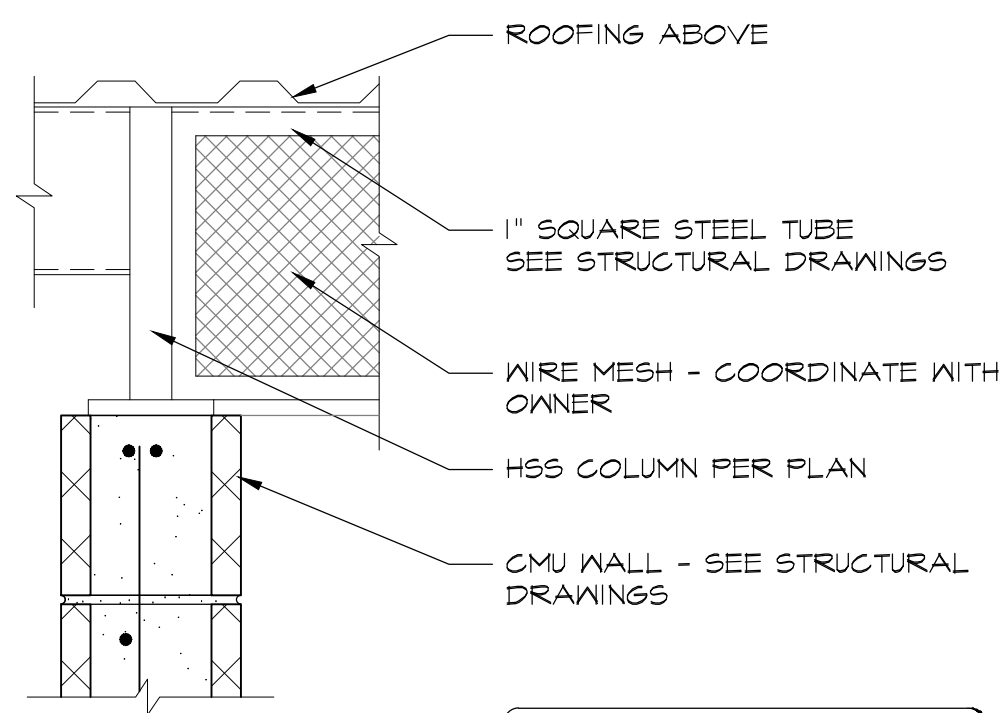 ROOFING ABOVE
1" SQUARE STEEL TUBE
SEE STRUCTURAL DRAWINGS
WIRE MESH - COORDINATE WITH
OWNER
HSS COLUMN PER PLAN
CMU WALL - SEE STRUCTURAL
DRAWINGS